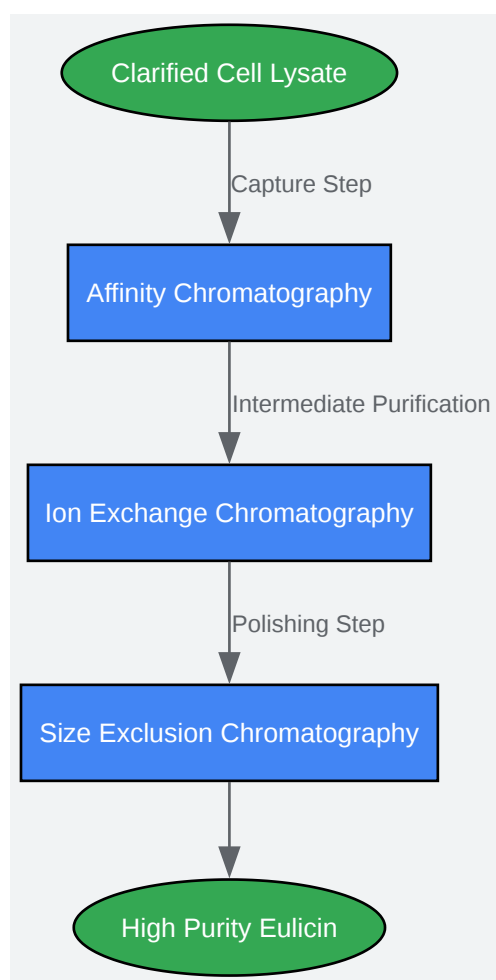 Clarified Cell Lysate
Capture Step
Affinity Chromatography
Intermediate Purification
Ion Exchange Chromatography
Polishing Step
Size Exclusion Chromatography
High Purity Eulicin